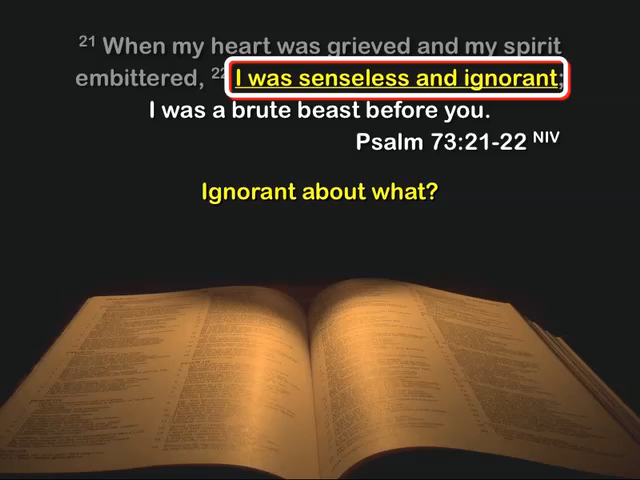 21 When my heart was grieved and my spirit
embittered, 22 I was senseless and ignorant;
I was a brute beast before you.
Psalm 73:21-22 NIV
Ignorant about what?